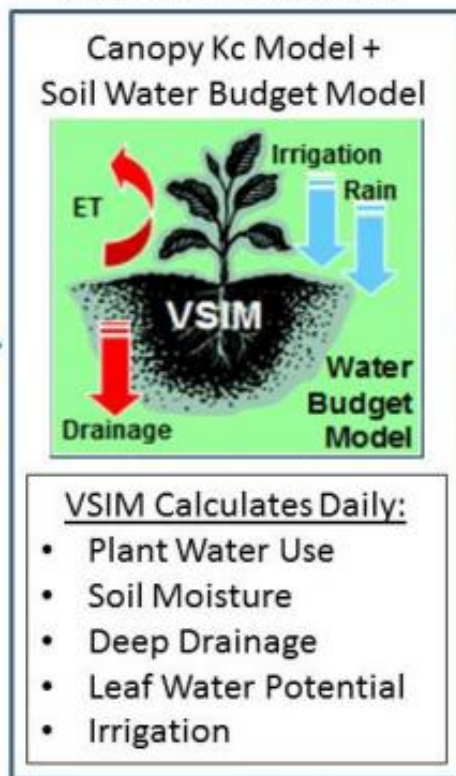 Canopy Kc Model +
Soil Water Budget Model
Irrigation
ET
Rain
VSIM
Drainage
Water
Budget
Model
VSIM Calculates Daily:
• Plant Water Use
• Soil Moisture
• Deep Drainage
• Leaf Water Potential
• Irrigation